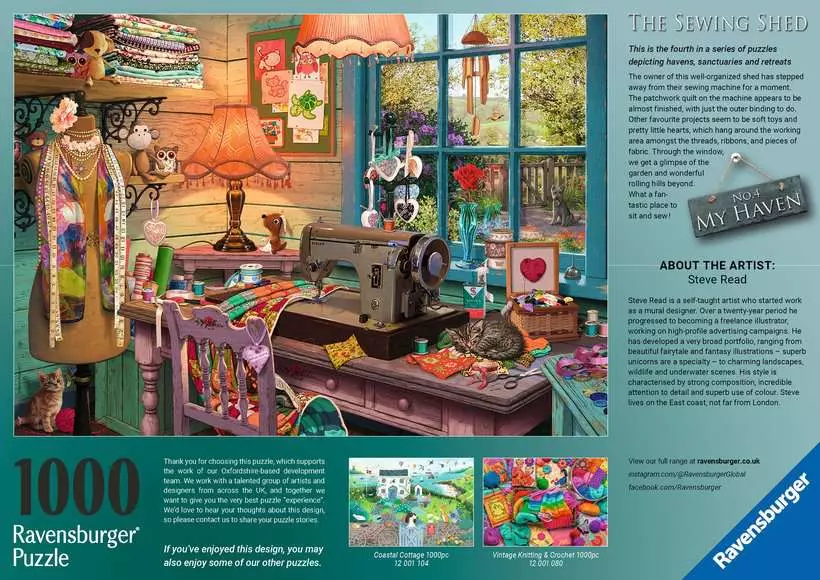 THE SEWING SHED
This is the fourth in a series of puzzles
depicting havens, sanctuaries and retreats
The owner of this well-organized shed has stepped
away from their sewing machine for a moment.
The patchwork quilt on the machine appears to be
almost finished, with just the outer binding to do.
Other favourite projects seem to be soft toys and
pretty little hearts, which hang around the working
area amongst the threads, ribbons, and pieces of
fabric. Through the window,
we get a glimpse of the
garden and wonderful
rolling hills beyond.
What a fan-
tastic place to
sit and sew!
NO.4
MY HAVEN
ABOUT THE ARTIST:
Steve Read
Steve Read is a self-taught artist who started work
as a mural designer. Over a twenty-year period he
progressed to becoming a freelance illustrator,
working on high-profile advertising campaigns. He
has developed a very broad portfolio, ranging from
beautiful fairytale and fantasy illustrations – superb
unicorns are a specialty – to charming landscapes,
wildlife and underwater scenes. His style is
characterised by strong composition, incredible
attention to detail and superb use of colour. Steve
lives on the East coast, not far from London.
1000
Ravensburger®
Puzzle
Thank you for choosing this puzzle, which supports
the work of our Oxfordshire-based development
team. We work with a talented group of artists and
designers from across the UK, and together we
want to give you the very best puzzle “experience”.
We'd love to hear your thoughts about this design,
so please contact us to share your puzzle stories.
If you've enjoyed this design, you may
also enjoy some of our other puzzles.
Coastal Cottage 1000pc
12 001 104
Vintage Knitting & Crochet 1000pc
12 001 080
View our full range at ravensburger.co.uk
instagram.com/@RavensburgerGlobal
facebook.com/Ravensburger
Ravensburger